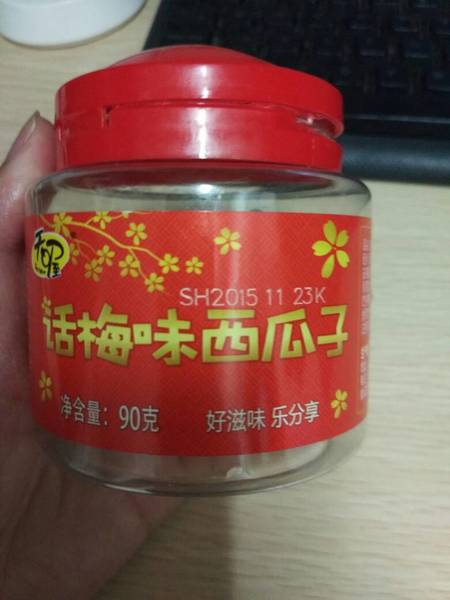 SH2015 11 23K
话梅味西瓜子
净含量：90克
好滋味 乐分享